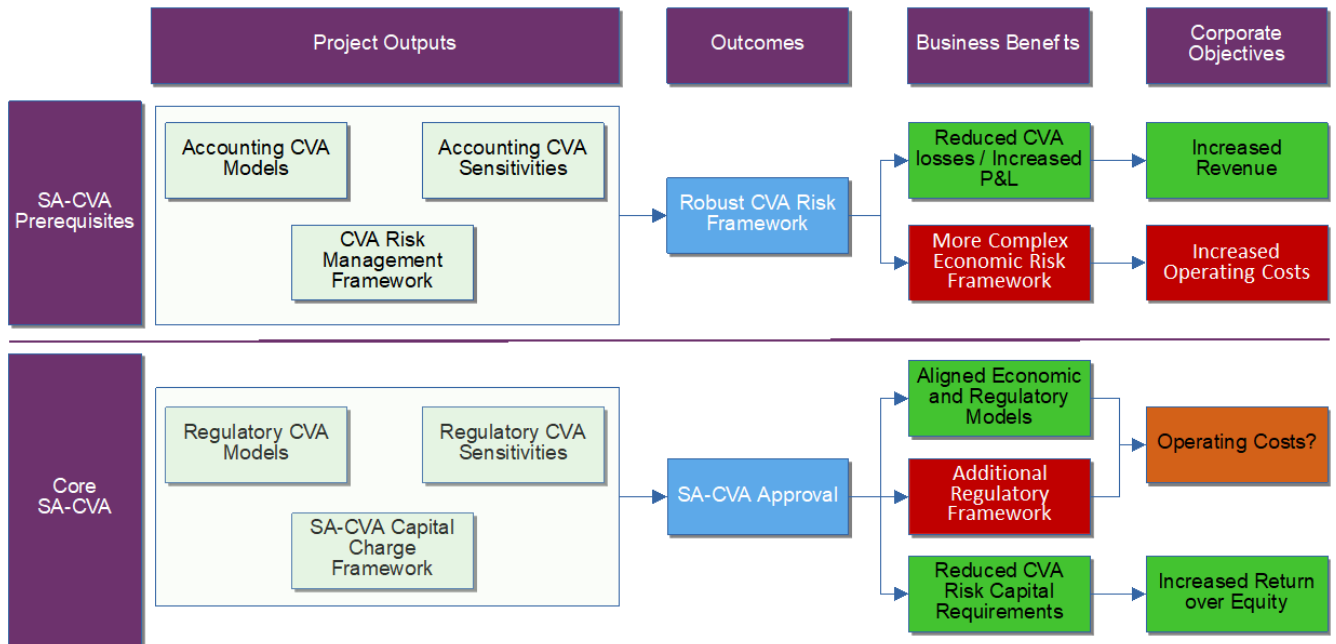 Project Outputs
Outcomes
Business Benefts
Corporate
Objectives
SA-CVA
Prerequisites
Accounting CVA
Models
Accounting CVA
Sensitivities
CVA Risk
Management
Framework
Robust CVA Risk
Framework
Reduced CVA
losses / Increased
P&L
Increased
Revenue
More Complex
Economic Risk
Framework
Increased
Operating Costs
Core
SA-CVA
Regulatory CVA
Models
Regulatory CVA
Sensitivities
SA-CVA Capital
Charge
Framework
SA-CVA Approval
Aligned Economic
and Regulatory
Models
Additional
Regulatory
Framework
Operating Costs?
Reduced CVA
Risk Capital
Requirements
Increased Return
over Equity